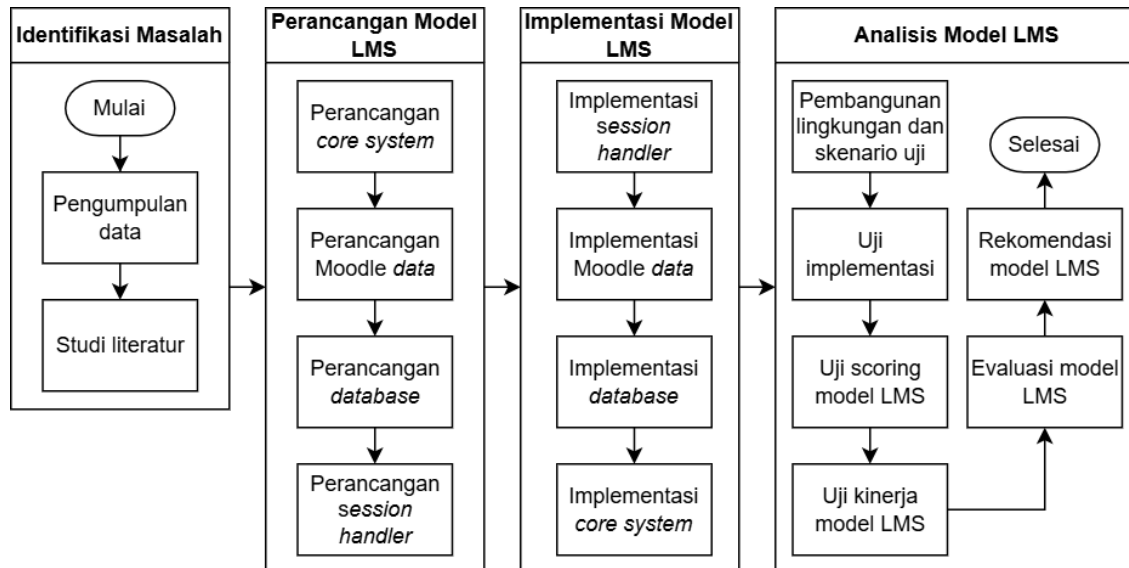 Identifikasi Masalah
Mulai
Pengumpulan
data
Studi literatur
Perancangan Model
LMS
Perancangan
core system
Perancangan
Moodle data
Perancangan
database
Perancangan
session
handler
Implementasi Model
LMS
Implementasi
session
handler
Implementasi
Moodle data
Implementasi
database
Implementasi
core system
Analisis Model LMS
Pembangunan
lingkungan dan
skenario uji
Uji
implementasi
Uji scoring
model LMS
Uji kinerja
model LMS
Evaluasi model
LMS
Rekomendasi
model LMS
Selesai